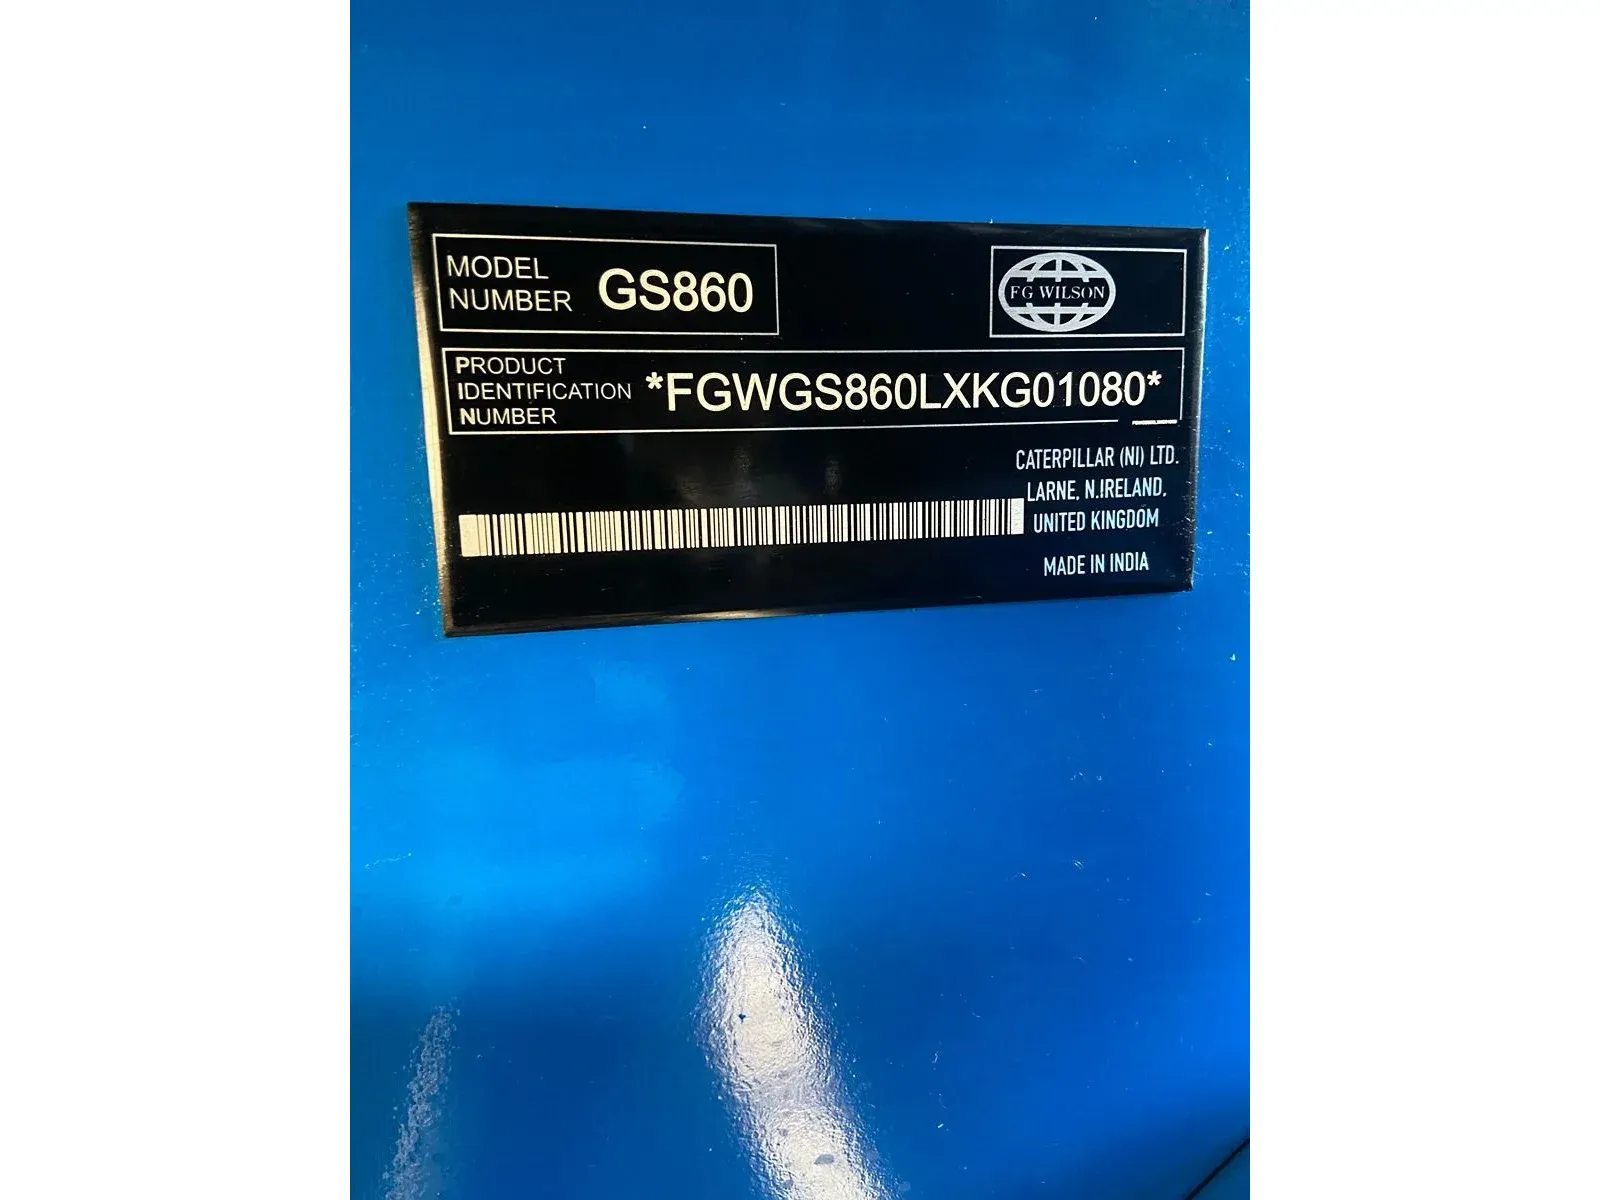 MODEL
NUMBER
GS860
FG WILSON
PRODUCT
IDENTIFICATION
NUMBER
*FGWGS860LXKG01080*
CATERPILLAR (NI) LTD.
LARNE, N.IRELAND,
UNITED KINGDOM
MADE IN INDIA